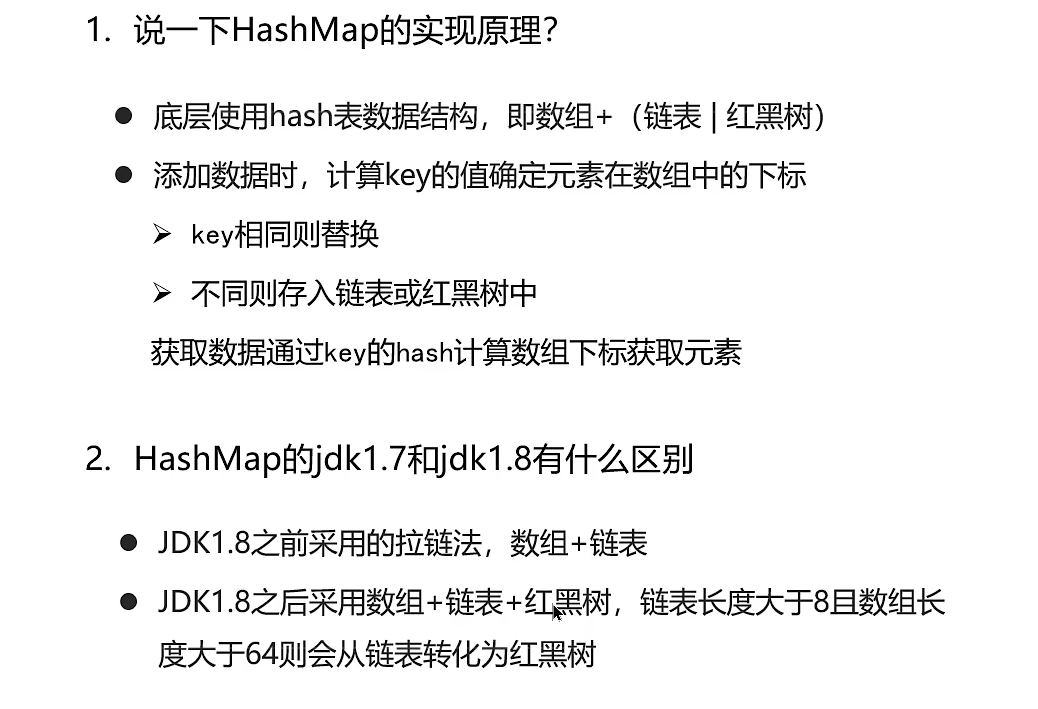 1. 说一下HashMap的实现原理？
● 底层使用hash表数据结构，即数组+（链表 | 红黑树）
● 添加数据时，计算key的值确定元素在数组中的下标
➢ key相同则替换
➢ 不同则存入链表或红黑树中
获取数据通过key的hash计算数组下标获取元素
2. HashMap的jdk1.7和jdk1.8有什么区别
● JDK1.8之前采用的拉链法，数组+链表
● JDK1.8之后采用数组+链表+红黑树，链表长度大于8且数组长
度大于64则会从链表转化为红黑树